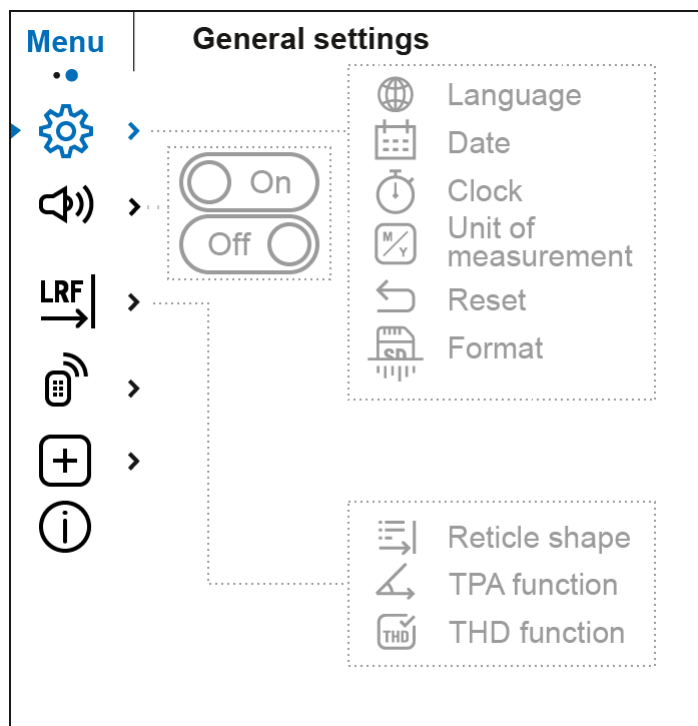 Menu
General settings
Language
Date
On
Clock
M/Y
Unit of
measurement
Off
LRF
Reset
SD
Format
Reticle shape
TPA function
THD
THD function